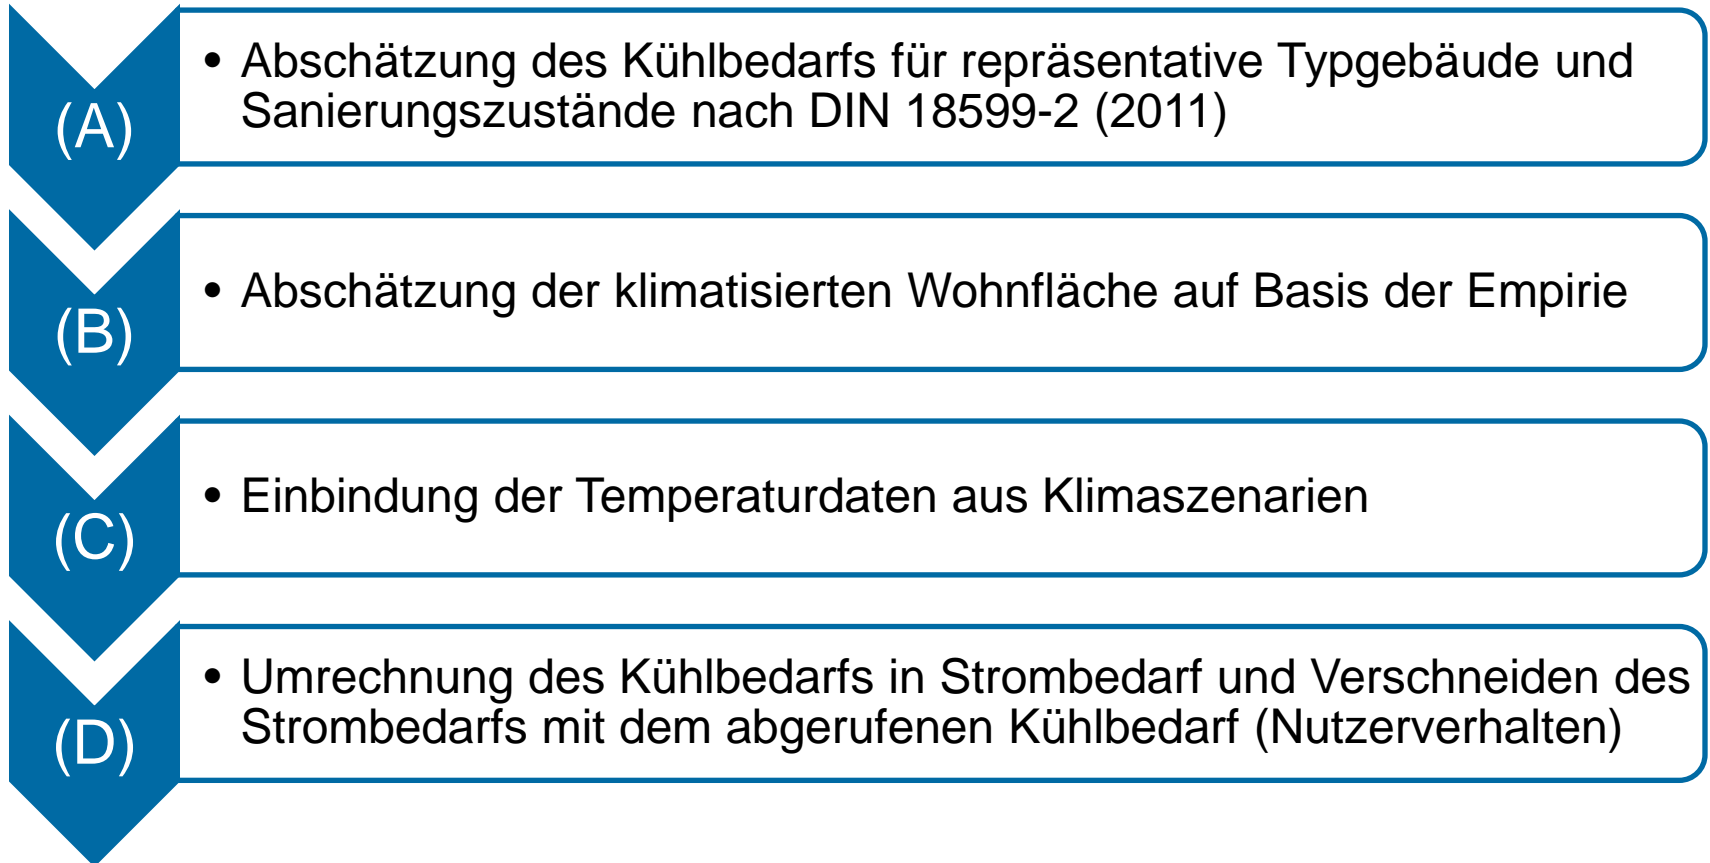 (A)
• Abschätzung des Kühlbedarfs für repräsentative Typgebäude und
Sanierungszustände nach DIN 18599-2 (2011)
(B)
• Abschätzung der klimatisierten Wohnfläche auf Basis der Empirie
(C)
• Einbindung der Temperaturdaten aus Klimaszenarien
(D)
• Umrechnung des Kühlbedarfs in Strombedarf und Verschneiden des
Strombedarfs mit dem abgerufenen Kühlbedarf (Nutzerverhalten)